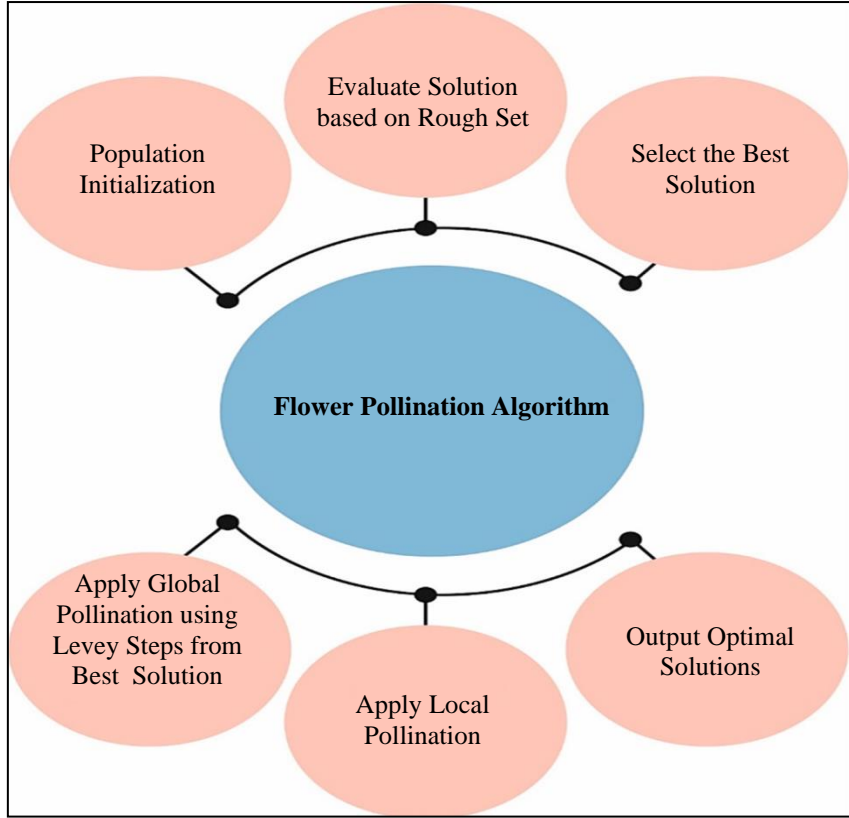 Population
Initialization
Evaluate Solution
based on Rough Set
Select the Best
Solution
Flower Pollination Algorithm
Apply Global
Pollination using
Levey Steps from
Best Solution
Apply Local
Pollination
Output Optimal
Solutions